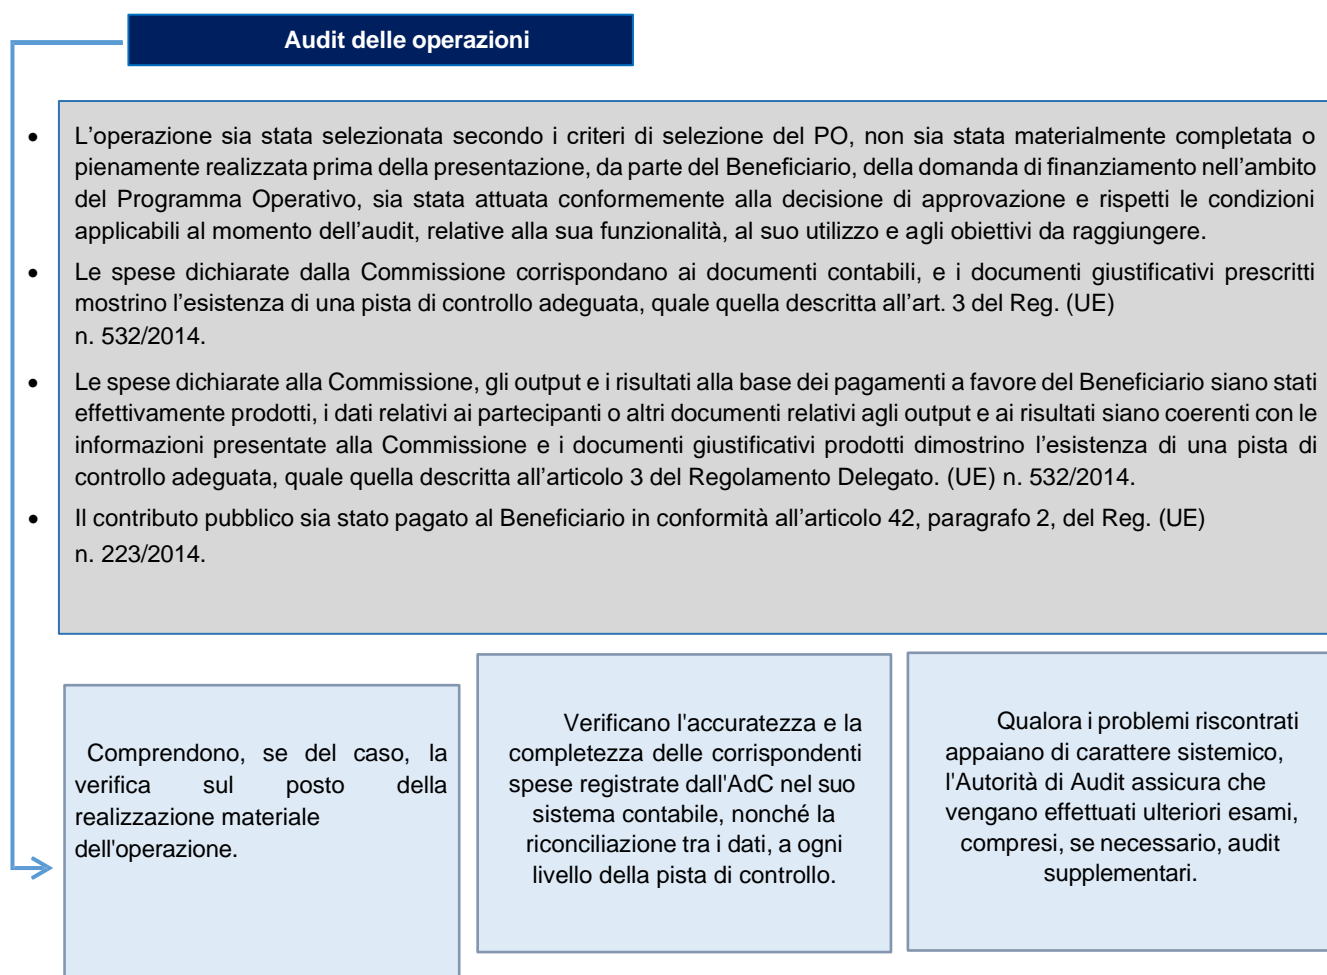 Audit delle operazioni
• L’operazione sia stata selezionata secondo i criteri di selezione del PO, non sia stata materialmente completata o
pienamente realizzata prima della presentazione, da parte del Beneficiario, della domanda di finanziamento nell’ambito
del Programma Operativo, sia stata attuata conformemente alla decisione di approvazione e rispetti le condizioni
applicabili al momento dell’audit, relative alla sua funzionalità, al suo utilizzo e agli obiettivi da raggiungere.
• Le spese dichiarate dalla Commissione corrispondano ai documenti contabili, e i documenti giustificativi prescritti
mostrino l’esistenza di una pista di controllo adeguata, quale quella descritta all’art. 3 del Reg. (UE)
n. 532/2014.
• Le spese dichiarate alla Commissione, gli output e i risultati alla base dei pagamenti a favore del Beneficiario siano stati
effettivamente prodotti, i dati relativi ai partecipanti o altri documenti relativi agli output e ai risultati siano coerenti con le
informazioni presentate alla Commissione e i documenti giustificativi prodotti dimostrino l’esistenza di una pista di
controllo adeguata, quale quella descritta all’articolo 3 del Regolamento Delegato. (UE) n. 532/2014.
• Il contributo pubblico sia stato pagato al Beneficiario in conformità all’articolo 42, paragrafo 2, del Reg. (UE)
n. 223/2014.
Comprendono, se del caso, la
verifica sul posto della
realizzazione materiale
dell'operazione.
Verificano l'accuratezza e la
completezza delle corrispondenti
spese registrate dall'AdC nel suo
sistema contabile, nonché la
riconciliazione tra i dati, a ogni
livello della pista di controllo.
Qualora i problemi riscontrati
appaiano di carattere sistemico,
l'Autorità di Audit assicura che
vengano effettuati ulteriori esami,
compresi, se necessario, audit
supplementari.